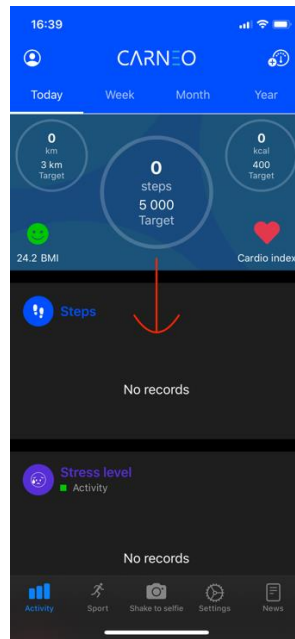 16:39
CARNEO
Today Week Month Year
0
km
3 km
Target
0
steps
5 000
Target
0
kcal
400
Target
24.2 BMI
Cardio index
Steps
No records
Stress level
Activity
No records
Activity Sport Shake to selfie Settings News